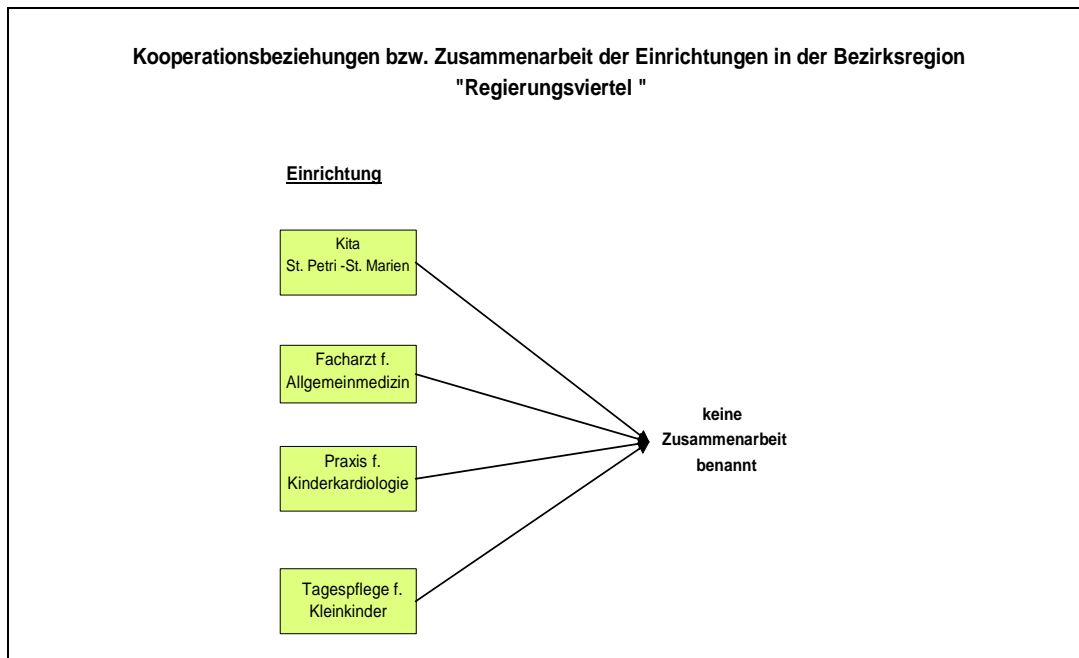 Kooperationsbeziehungen bzw. Zusammenarbeit der Einrichtungen in der Bezirksregion
"Regierungsviertel "
Einrichtung
Kita
St. Petri -St. Marien
Facharzt f.
Allgemeinmedizin
Praxis f.
Kinderkardiologie
Tagespflege f.
Kleinkinder
keine
Zusammenarbeit
benannt